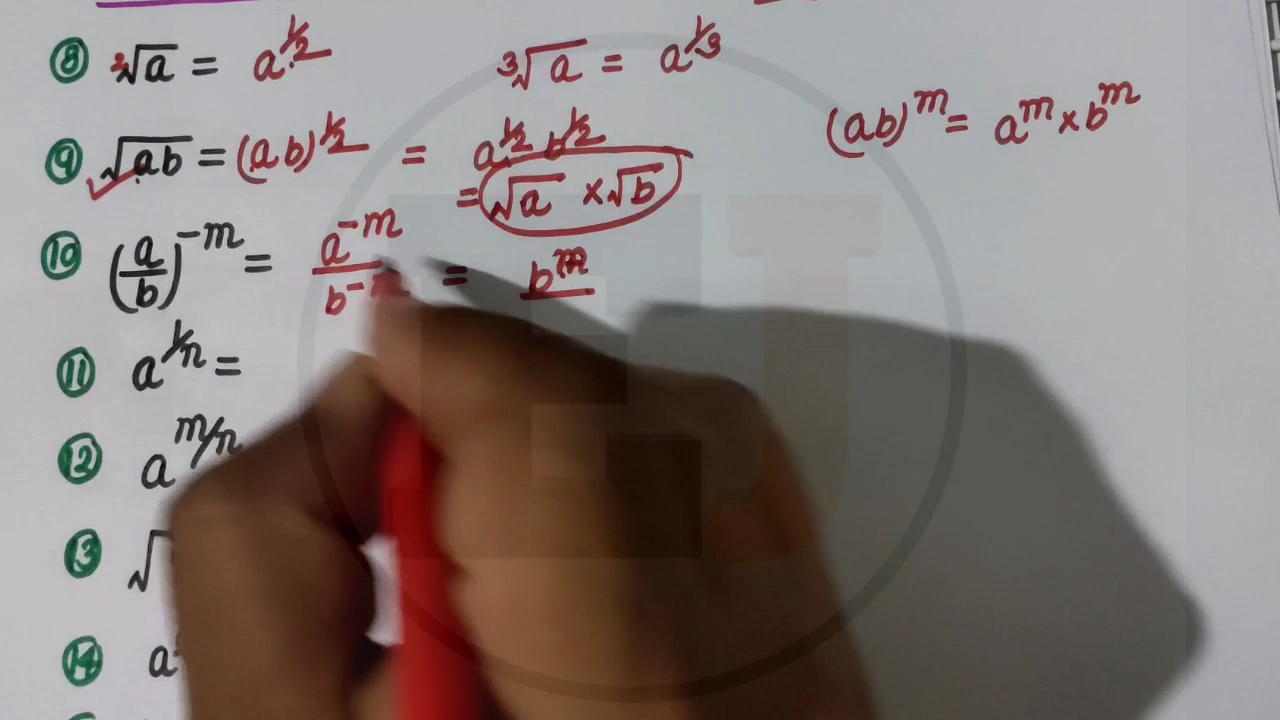 ⑧ ²√a = a^1/2   ³√a = a^1/3
(ab)^m = a^m × b^m
⑨ √ab = (ab)^1/2 = a^1/2 b^1/2
= √a × √b
⑩ (a/b)^-m = a^-m / b^- = b^m
⑪ a^1/n =
⑫ a^m/n
⑬ √
⑭ a